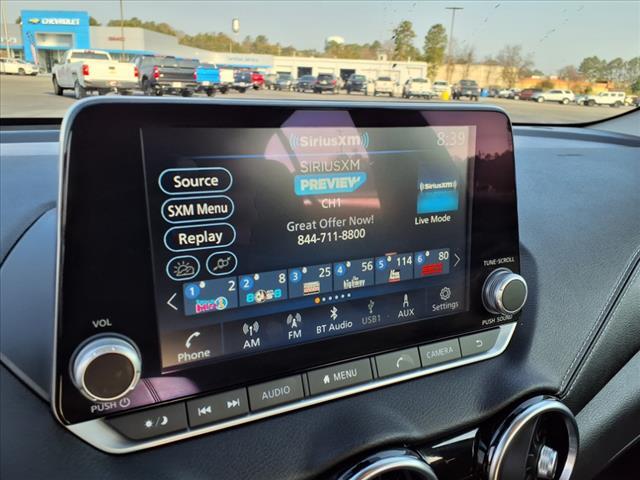 CHEVROLET
SiriusXM
8:39
SIRIUSXM
PREVIEW
CH1
Great Offer Now!
844-711-8800
Source
SXM Menu
Replay
SiriusXM
Live Mode
1 2
2 8
3 25
4 56
5 114
6 80
Phone
AM
FM
BT Audio
USB1
AUX
Settings
TUNE·SCROLL
PUSH SOUND
VOL
PUSH
AUDIO
MENU
CAMERA